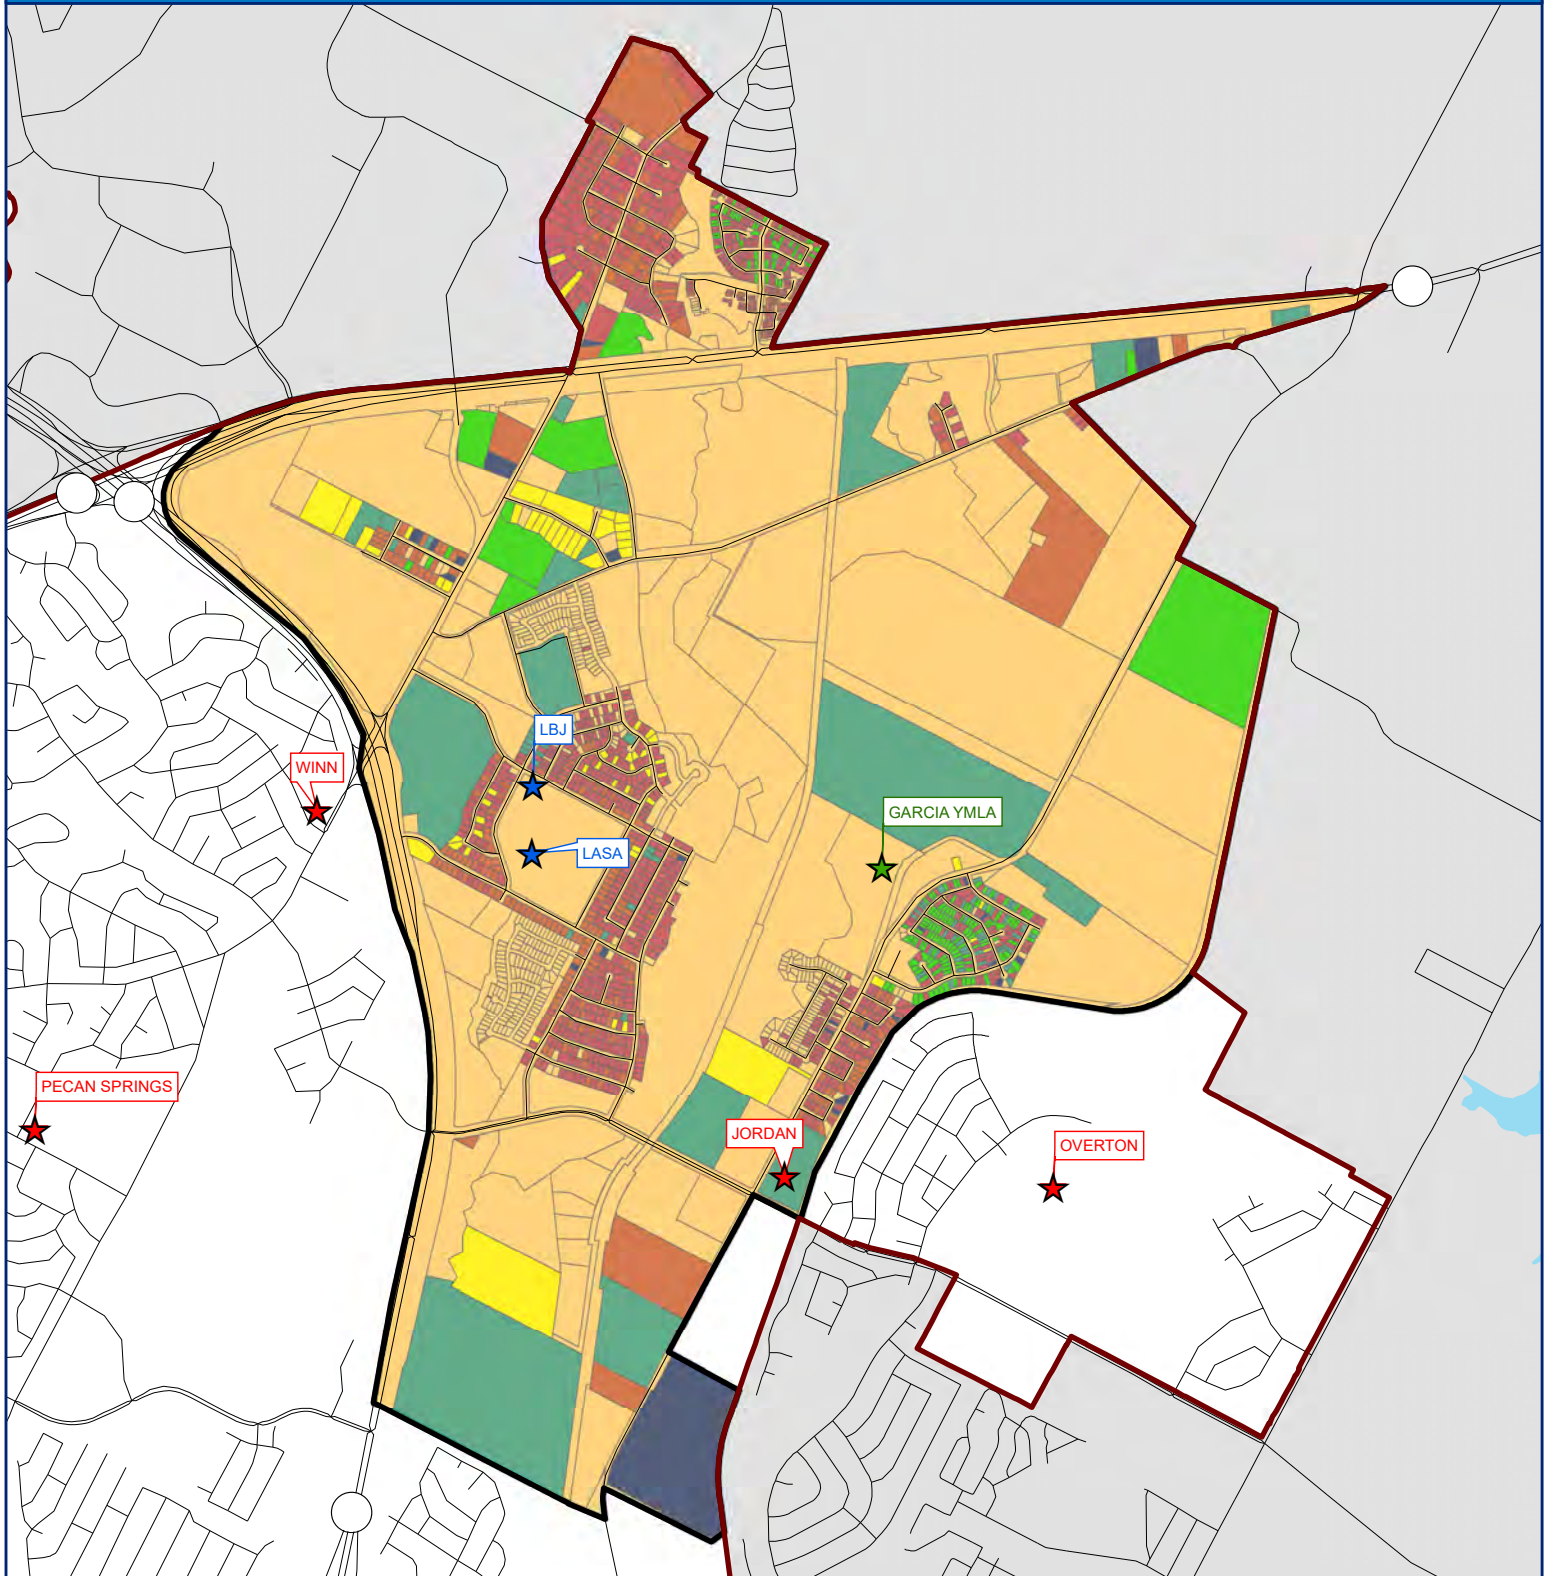 LBJ
WINN
GARCIA YMLA
LASA
PECAN SPRINGS
JORDAN
OVERTON